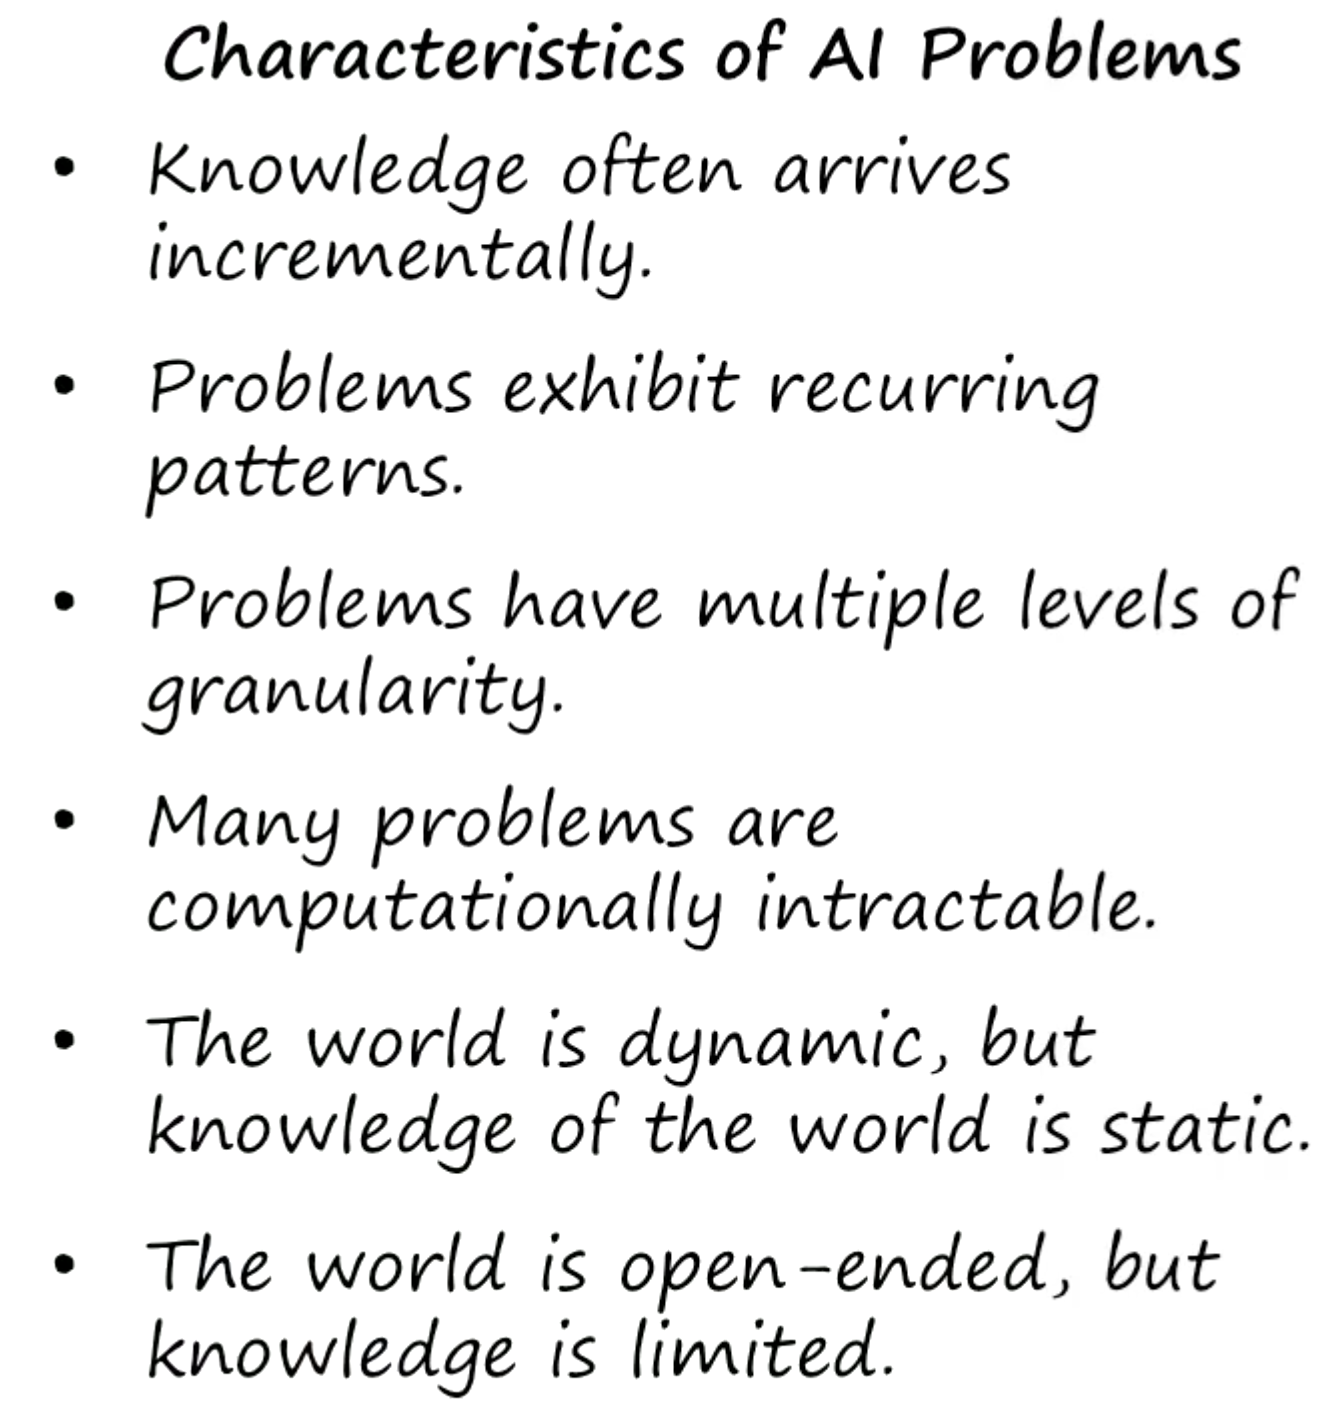 Characteristics of AI Problems
• Knowledge often arrives
incrementally.
• Problems exhibit recurring
patterns.
• Problems have multiple levels of
granularity.
• Many problems are
computationally intractable.
• The world is dynamic, but
knowledge of the world is static.
• The world is open-ended, but
knowledge is limited.